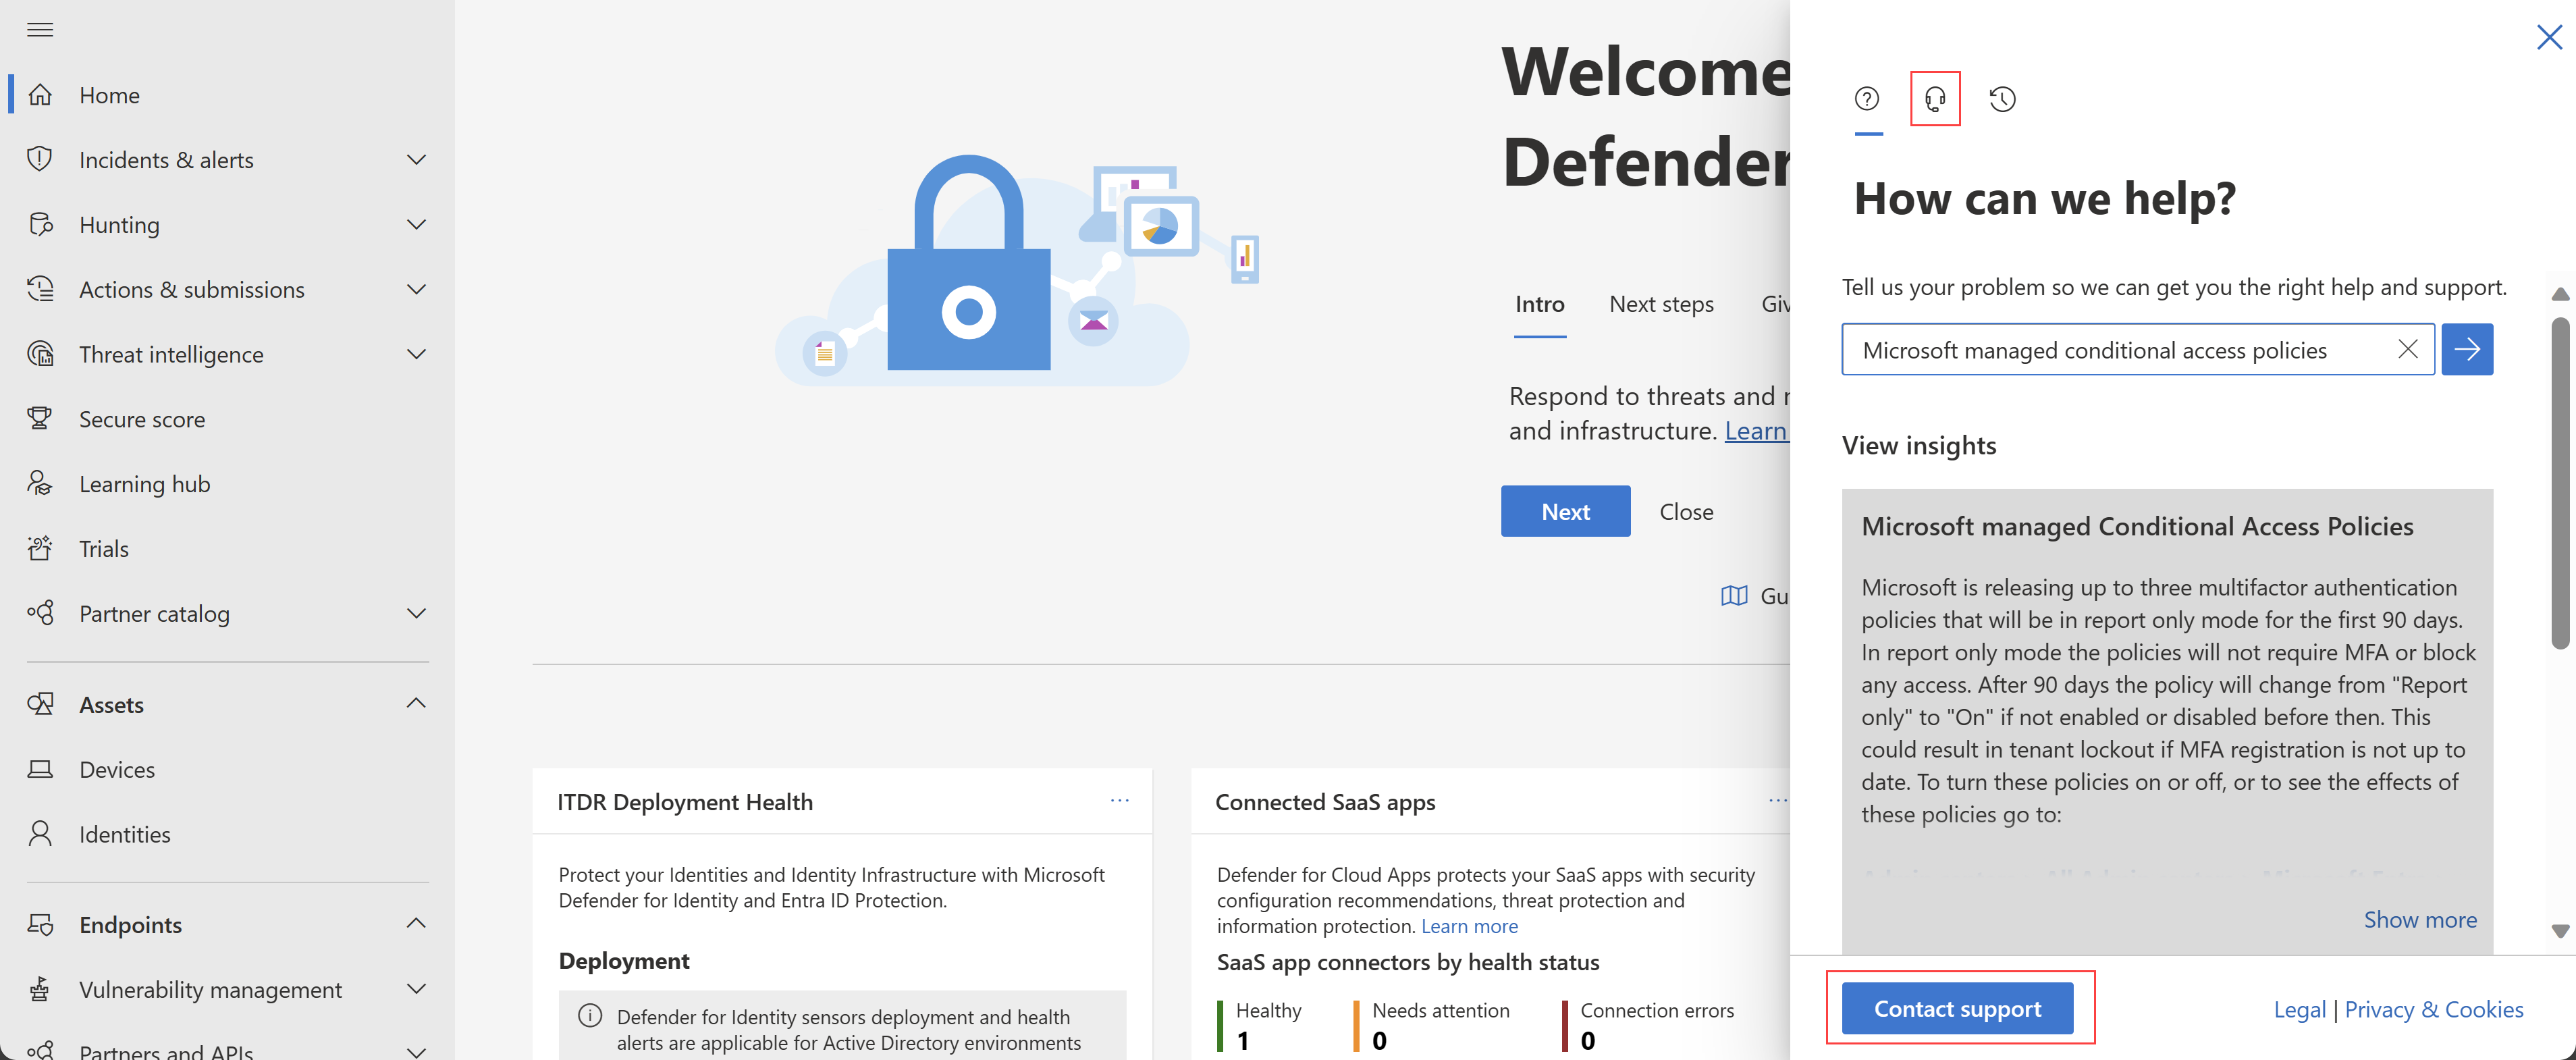 Home
Incidents & alerts
Hunting
Actions & submissions
Threat intelligence
Secure score
Learning hub
Trials
Partner catalog
Assets
Devices
Identities
Endpoints
Vulnerability management
Partners and APIs
Welcome
Defender
Intro Next steps Giv
Respond to threats and
and infrastructure. Learn
Next Close
Gu
ITDR Deployment Health
Protect your Identities and Identity Infrastructure with Microsoft
Defender for Identity and Entra ID Protection.
Deployment
Defender for Identity sensors deployment and health
alerts are applicable for Active Directory environments
Connected SaaS apps
Defender for Cloud Apps protects your SaaS apps with security
configuration recommendations, threat protection and
information protection. Learn more
SaaS app connectors by health status
Healthy Needs attention Connection errors
1 0 0
How can we help?
Tell us your problem so we can get you the right help and support.
Microsoft managed conditional access policies
View insights
Microsoft managed Conditional Access Policies
Microsoft is releasing up to three multifactor authentication
policies that will be in report only mode for the first 90 days.
In report only mode the policies will not require MFA or block
any access. After 90 days the policy will change from "Report
only" to "On" if not enabled or disabled before then. This
could result in tenant lockout if MFA registration is not up to
date. To turn these policies on or off, or to see the effects of
these policies go to:
Show more
Contact support
Legal | Privacy & Cookies